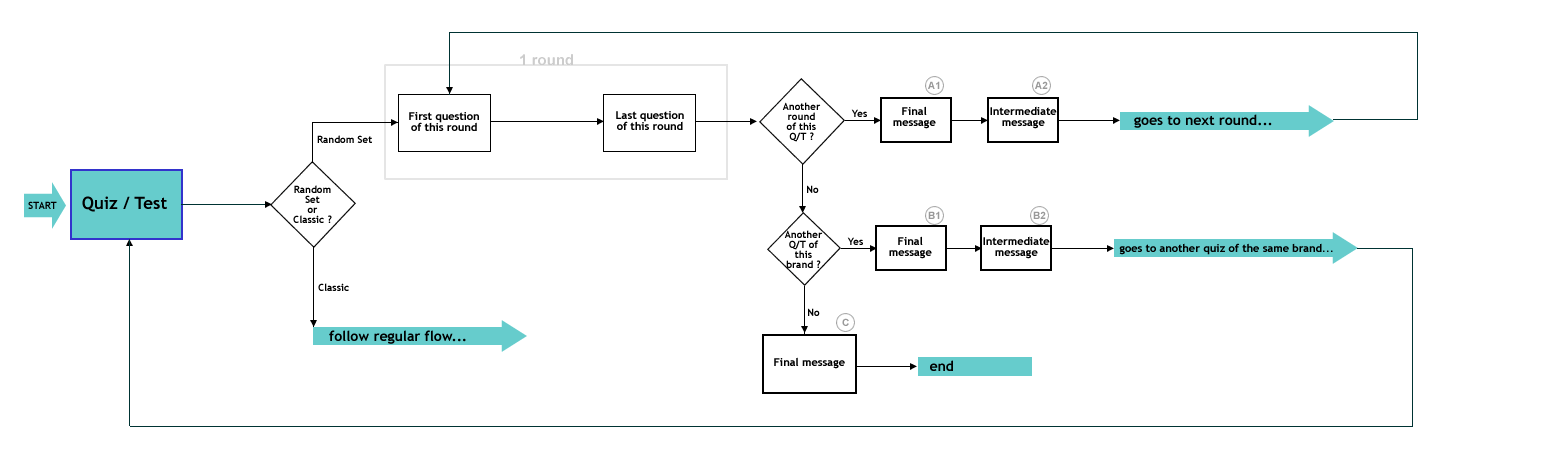 1 round
A1
A2
First question
of this round
Last question
of this round
Another
round
of this
Q/T ?
Yes
Final
message
Intermediate
message
goes to next round...
Random Set
START
Quiz / Test
Random
Set
or
Classic ?
No
B1
B2
Another
Q/T of
this
brand ?
Yes
Final
message
Intermediate
message
goes to another quiz of the same brand...
Classic
follow regular flow...
No
C
Final message
end